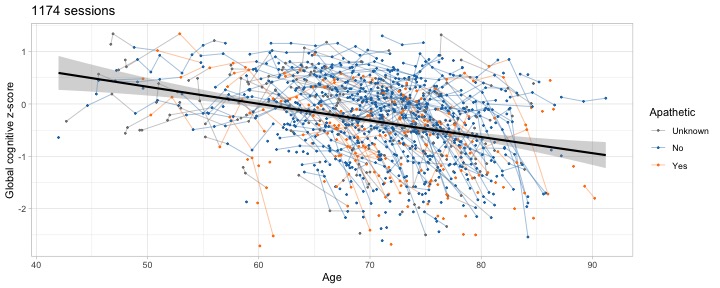 1174 sessions
Global cognitive z-score
1
0
-1
-2
40
50
60
70
80
90
Age
Apathetic
Unknown
No
Yes